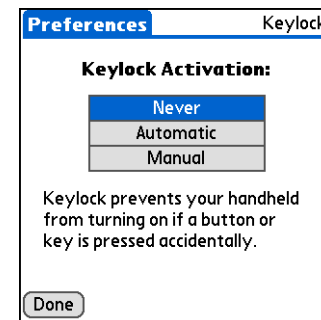 Preferences Keylock
Keylock Activation:
Never
Automatic
Manual
Keylock prevents your handheld
from turning on if a button or
key is pressed accidentally.
Done